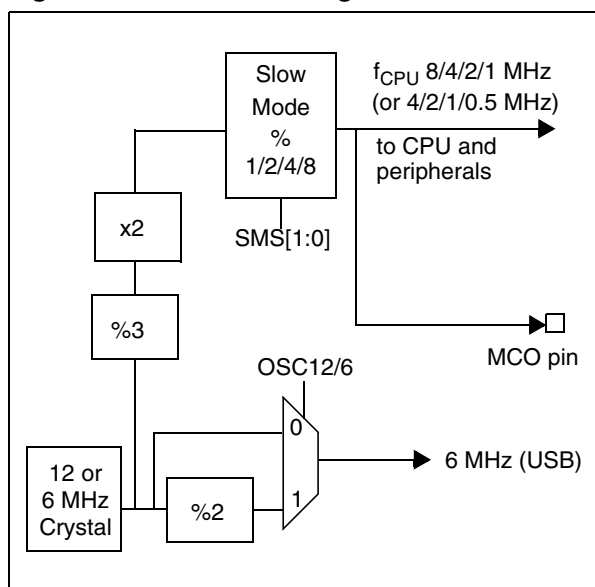 Slow
Mode
%
1/2/4/8
fCPU 8/4/2/1 MHz
(or 4/2/1/0.5 MHz)
to CPU and
peripherals
x2
SMS[1:0]
%3
MCO pin
OSC12/6
0
12 or
6 MHz
Crystal
%2
1
6 MHz (USB)